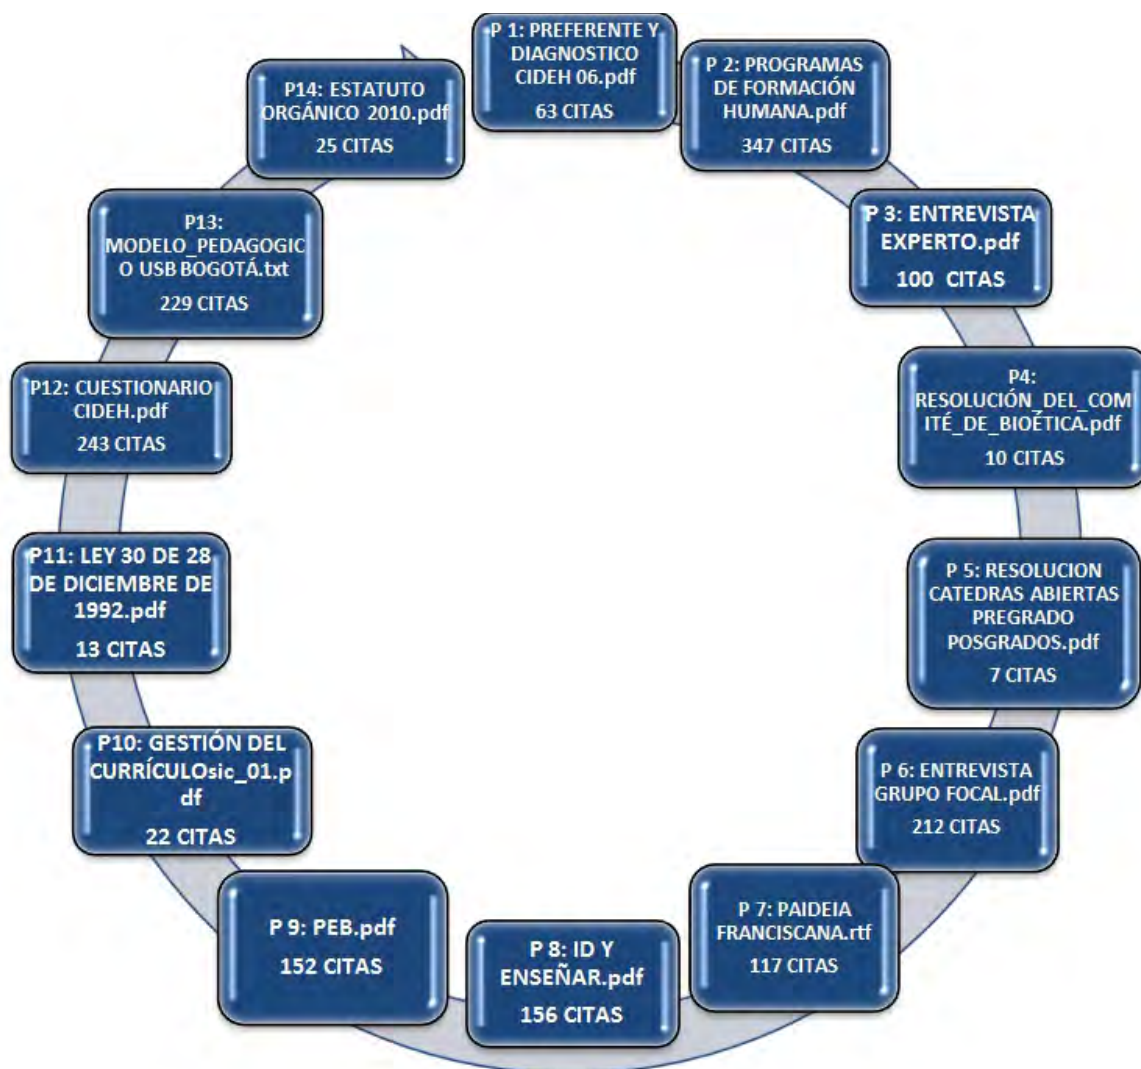 P 1: PREFERENTE Y
DIAGNOSTICO
CIDEH 06.pdf
63 CITAS
P 2: PROGRAMAS
DE FORMACIÓN
HUMANA.pdf
347 CITAS
P 3: ENTREVISTA
EXPERTO.pdf
100 CITAS
P4:
RESOLUCIÓN_DEL_COM
ITÉ_DE_BIOÉTICA.pdf
10 CITAS
P 5: RESOLUCION
CATEDRAS ABIERTAS
PREGRADO
POSGRADOS.pdf
7 CITAS
P 6: ENTREVISTA
GRUPO FOCAL.pdf
212 CITAS
P 7: PAIDEIA
FRANCISCANA.rtf
117 CITAS
P 8: ID Y
ENSEÑAR.pdf
156 CITAS
P 9: PEB.pdf
152 CITAS
P10: GESTIÓN DEL
CURRÍCULOsic_01.p
df
22 CITAS
P11: LEY 30 DE 28
DE DICIEMBRE DE
1992.pdf
13 CITAS
P12: CUESTIONARIO
CIDEH.pdf
243 CITAS
P13:
MODELO_PEDAGOGIC
O USB BOGOTÁ.txt
229 CITAS
P14: ESTATUTO
ORGÁNICO 2010.pdf
25 CITAS